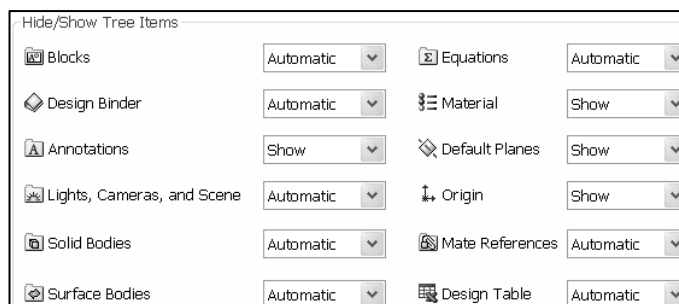 Hide/Show Tree Items
Blocks Automatic Equations Automatic
Design Binder Automatic Material Show
Annotations Show Default Planes Show
Lights, Cameras, and Scene Automatic Origin Show
Solid Bodies Automatic Mate References Automatic
Surface Bodies Automatic Design Table Automatic